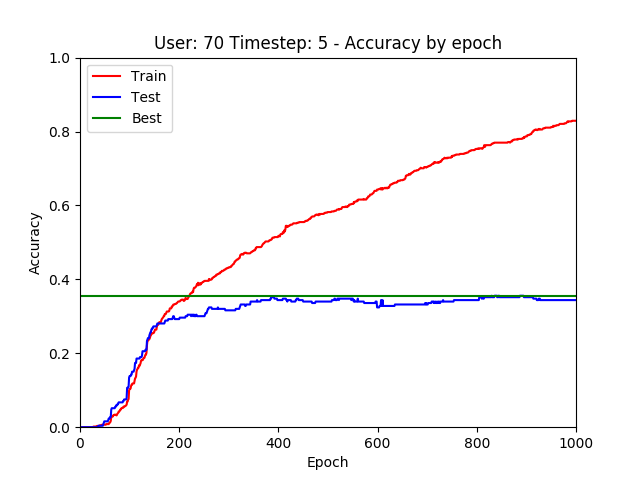 User: 70 Timestep: 5 - Accuracy by epoch
1.0
0.8
0.6
0.4
0.2
0.0
Accuracy
Train
Test
Best
0 200 400 600 800 1000
Epoch